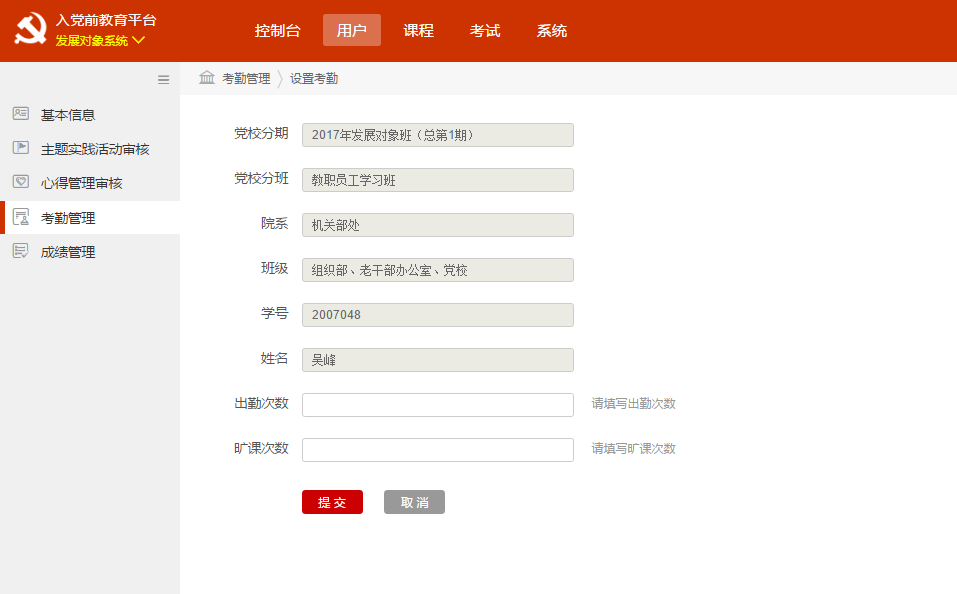 入党前教育平台
发展对象系统
控制台 用户 课程 考试 系统
考勤管理 设置考勤
基本信息
主题实践活动审核
心得管理审核
考勤管理
成绩管理
党校分期 2017年发展对象班（总第1期）
党校分班 教职员工学习班
院系 机关部处
班级 组织部、老干部办公室、党校
学号 2007048
姓名 吴峰
出勤次数 请填写出勤次数
旷课次数 请填写旷课次数
提 交 取 消